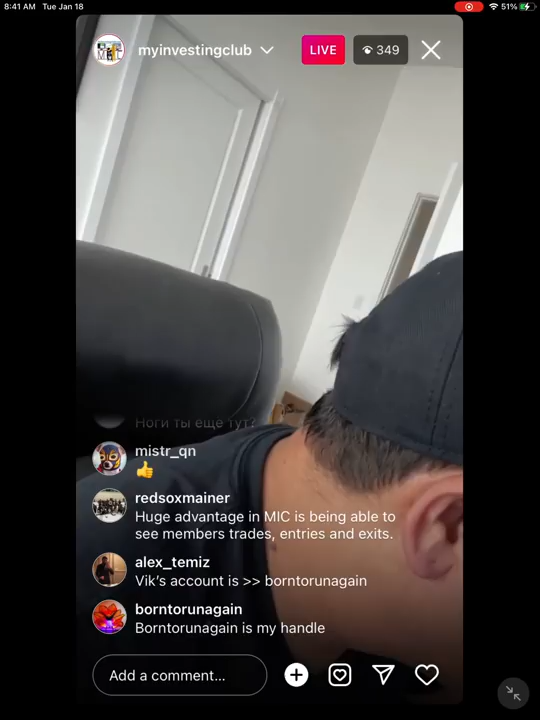 8:41 AM Tue Jan 18
51%
myinvestingclub
LIVE
349
Ноги ты еще тут?
mistr_qn
👍
redsoxmainer
Huge advantage in MIC is being able to
see members trades, entries and exits.
alex_temiz
Vik's account is >> borntorunagain
borntorunagain
Borntorunagain is my handle
Add a comment...